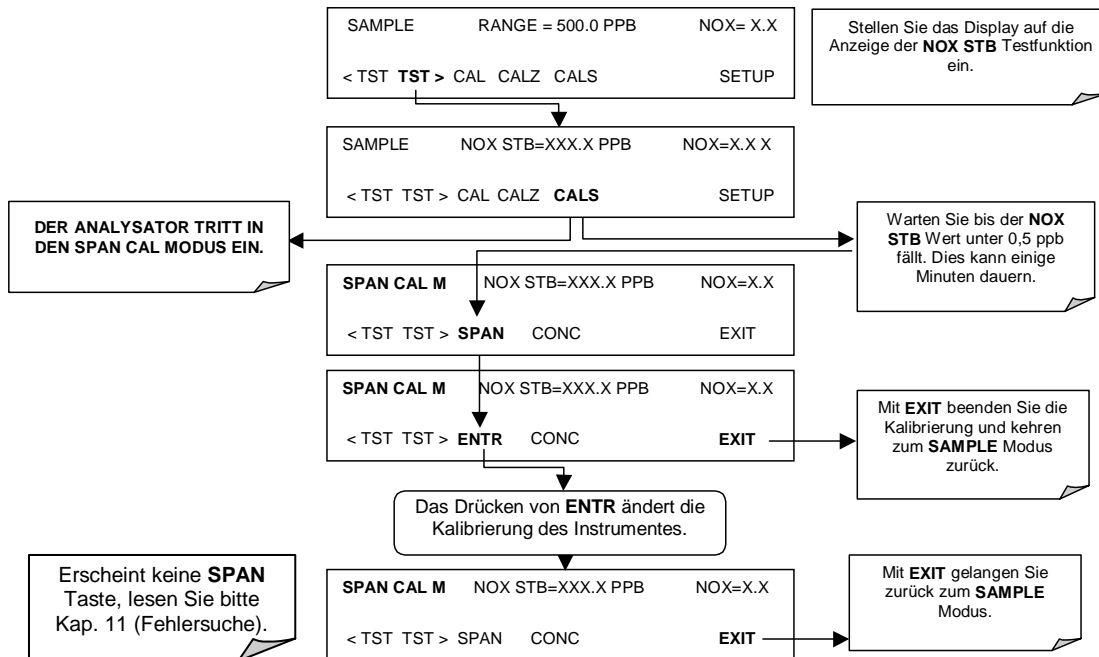 SAMPLE RANGE = 500.0 PPB NOX= X.X
< TST TST > CAL CALZ CALS SETUP
Stellen Sie das Display auf die
Anzeige der NOX STB Testfunktion
ein.
SAMPLE NOX STB=XXX.X PPB NOX=X.X X
< TST TST > CAL CALZ CALS SETUP
DER ANALYSATOR TRITT IN
DEN SPAN CAL MODUS EIN.
Warten Sie bis der NOX
STB Wert unter 0,5 ppb
fällt. Dies kann einige
Minuten dauern.
SPAN CAL M NOX STB=XXX.X PPB NOX=X.X
< TST TST > SPAN CONC EXIT
SPAN CAL M NOX STB=XXX.X PPB NOX=X.X
< TST TST > ENTR CONC EXIT
Mit EXIT beenden Sie die
Kalibrierung und kehren
zum SAMPLE Modus
zurück.
Das Drücken von ENTR ändert die
Kalibrierung des Instrumentes.
Erscheint keine SPAN
Taste, lesen Sie bitte
Kap. 11 (Fehlersuche).
SPAN CAL M NOX STB=XXX.X PPB NOX=X.X
< TST TST > SPAN CONC EXIT
Mit EXIT gelangen Sie
zurück zum SAMPLE
Modus.